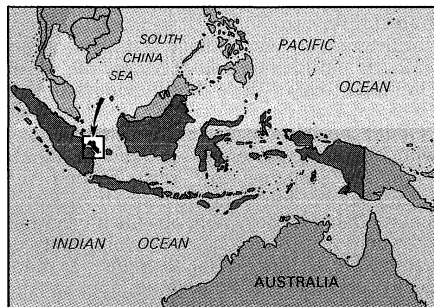 SOUTH
CHINA
SEA
PACIFIC
OCEAN
INDIAN OCEAN
AUSTRALIA